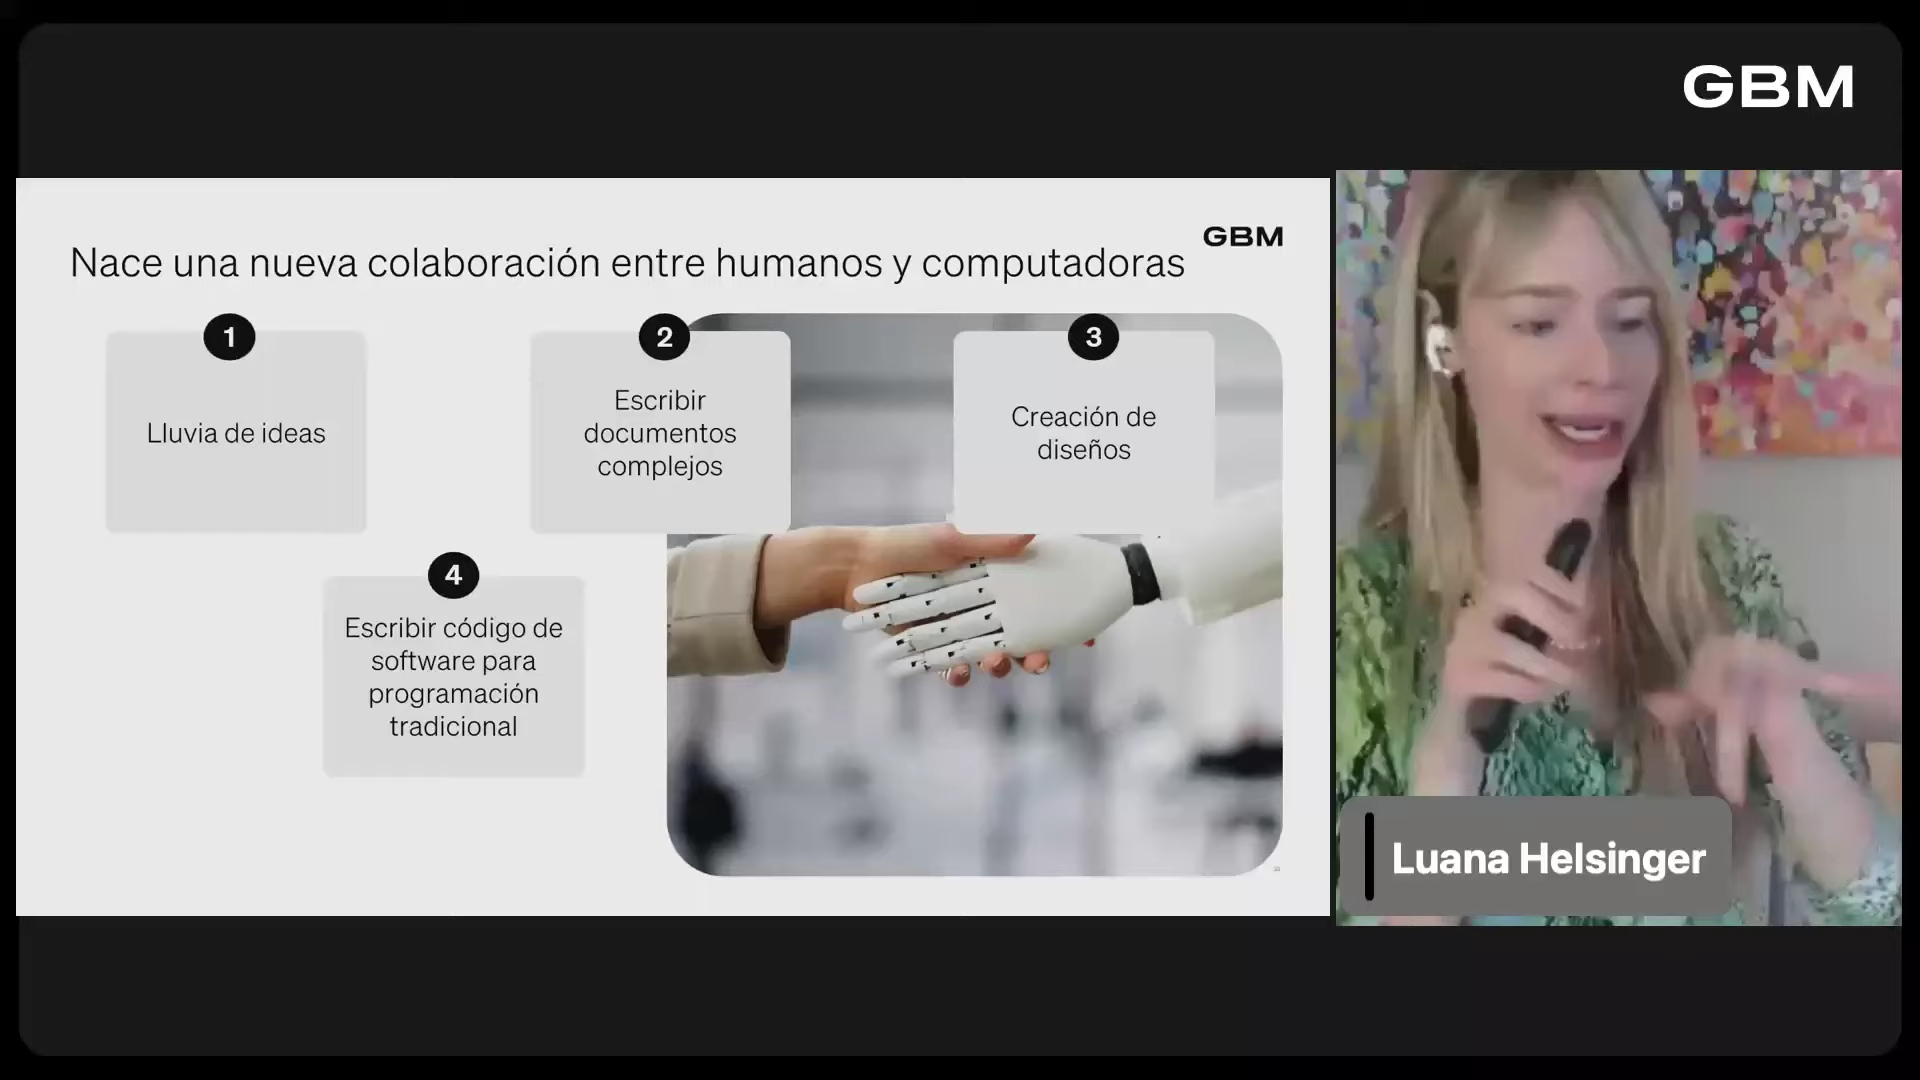 GBM
GBM
Nace una nueva colaboración entre humanos y computadoras
1
Lluvia de ideas
2
Escribir
documentos
complejos
3
Creación de
diseños
4
Escribir código de
software para
programación
tradicional
Luana Helsinger